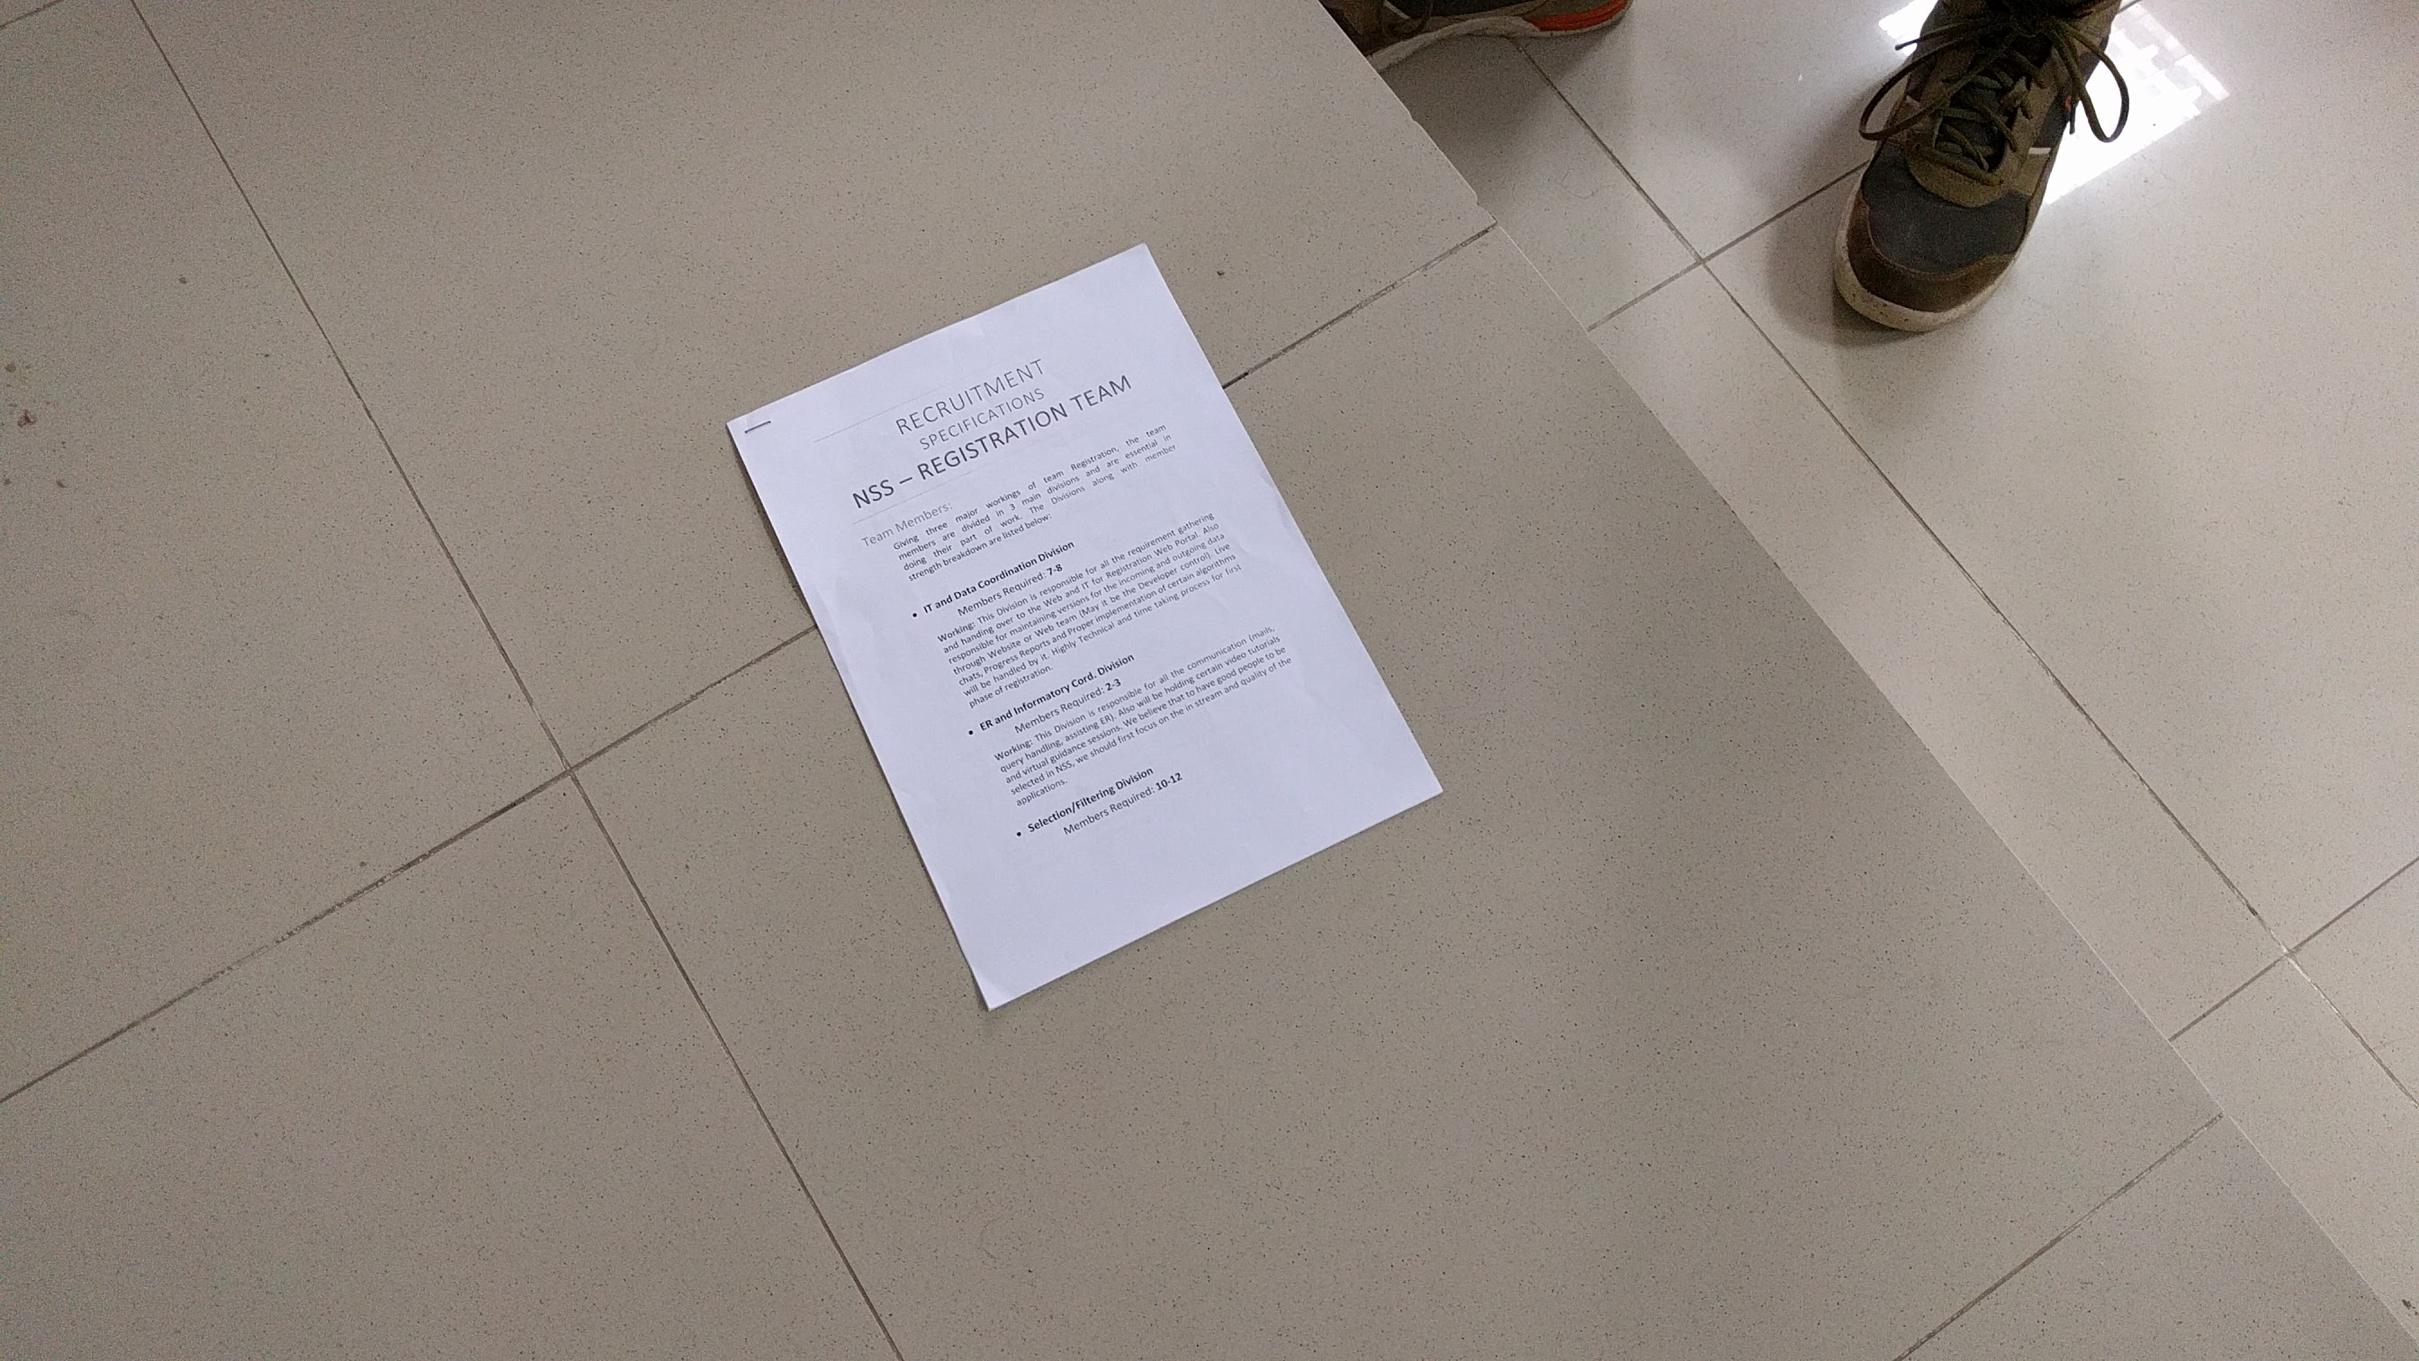 RECRUITMENT
SPECIFICATIONS
NSS – REGISTRATION TEAM
Team Members:
Giving three major workings of team Registration, the team
members are divided in 3 main divisions and are essential in
doing their part of work. The Divisions along with member
strength breakdown are listed below:
• IT and Data Coordination Division
Members Required: 7-8
Working: This Division is responsible for all the requirement gathering
and handing over to the Web and IT for Registration Web Portal. Also
responsible for maintaining versions for the incoming and outgoing data
through Website or Web team (May it be the Developer control). Live
chats, Progress Reports and Proper implementation of certain algorithms
will be handled by it. Highly Technical and time taking process for first
phase of registration.
• ER and Informatory Cord. Division
Members Required: 2-3
Working: This Division is responsible for all the communication (mails,
query handling, assisting ER). Also will be holding certain video tutorials
and virtual guidance sessions. We believe that to have good people to be
selected in NSS, we should first focus on the in stream and quality of the
applications.
• Selection/Filtering Division
Members Required: 10-12